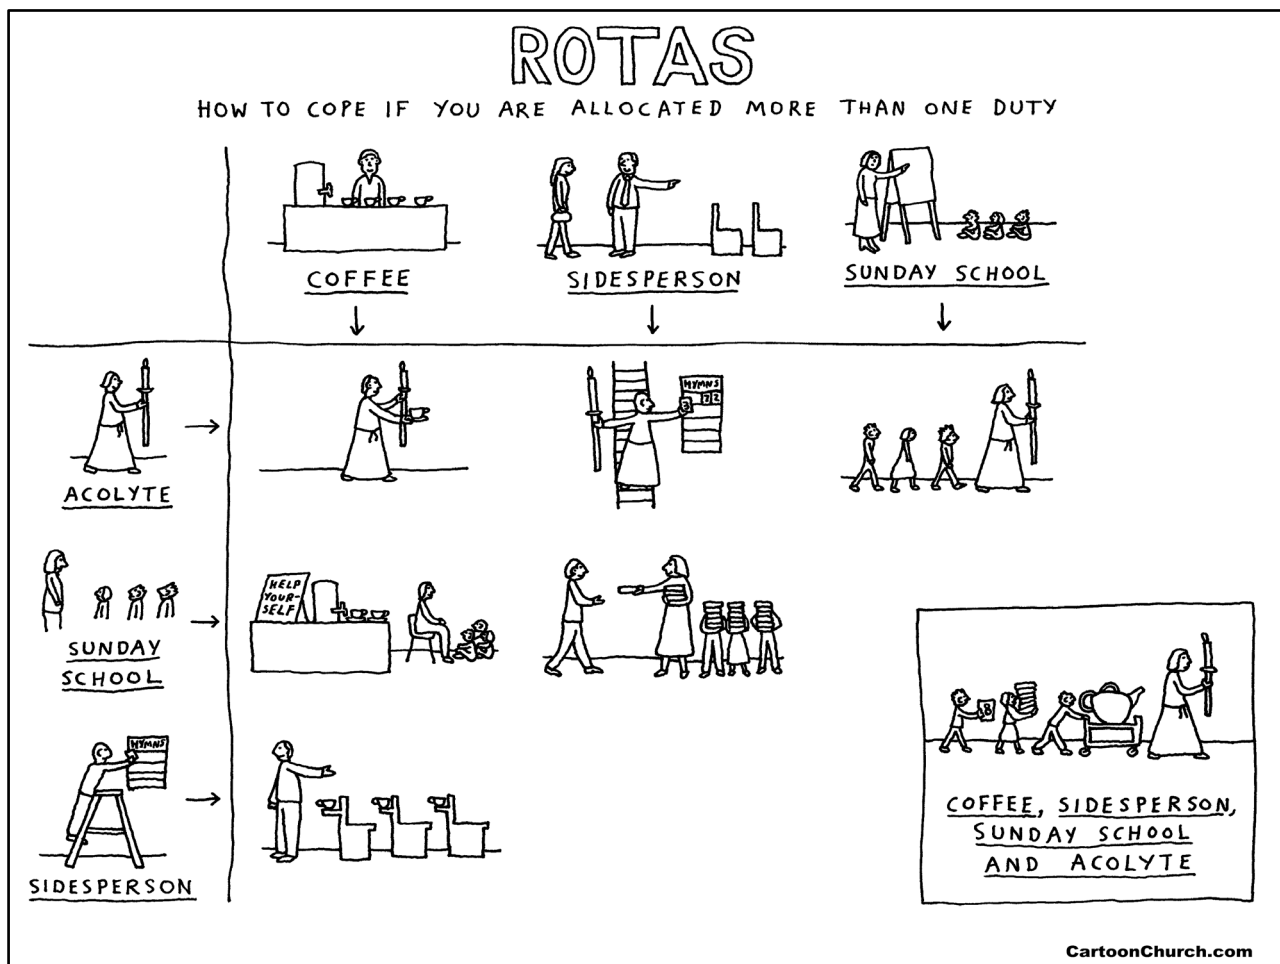 ROTAS
HOW TO COPE IF YOU ARE ALLOCATED MORE THAN ONE DUTY
COFFEE
SIDESPERSON
SUNDAY SCHOOL
ACOLYTE
HYMNS
3 7 2
SUNDAY
SCHOOL
HELP
YOUR-
SELF
SIDESPERSON
HYMNS
8
COFFEE, SIDESPERSON,
SUNDAY SCHOOL
AND ACOLYTE
CartoonChurch.com